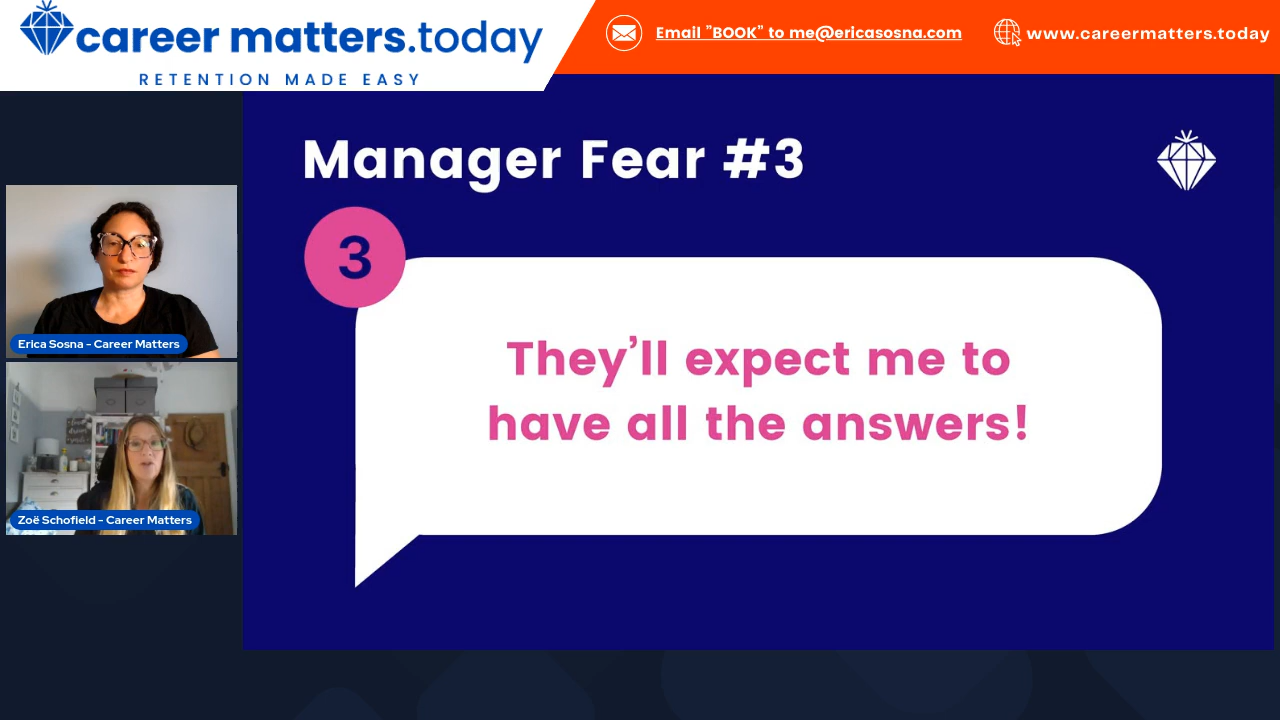 career matters.today
RETENTION MADE EASY
Email "BOOK" to me@ericasosna.com
www.careermatters.today
Manager Fear #3
3
They'll expect me to
have all the answers!
Erica Sosna - Career Matters
Zoë Schofield - Career Matters